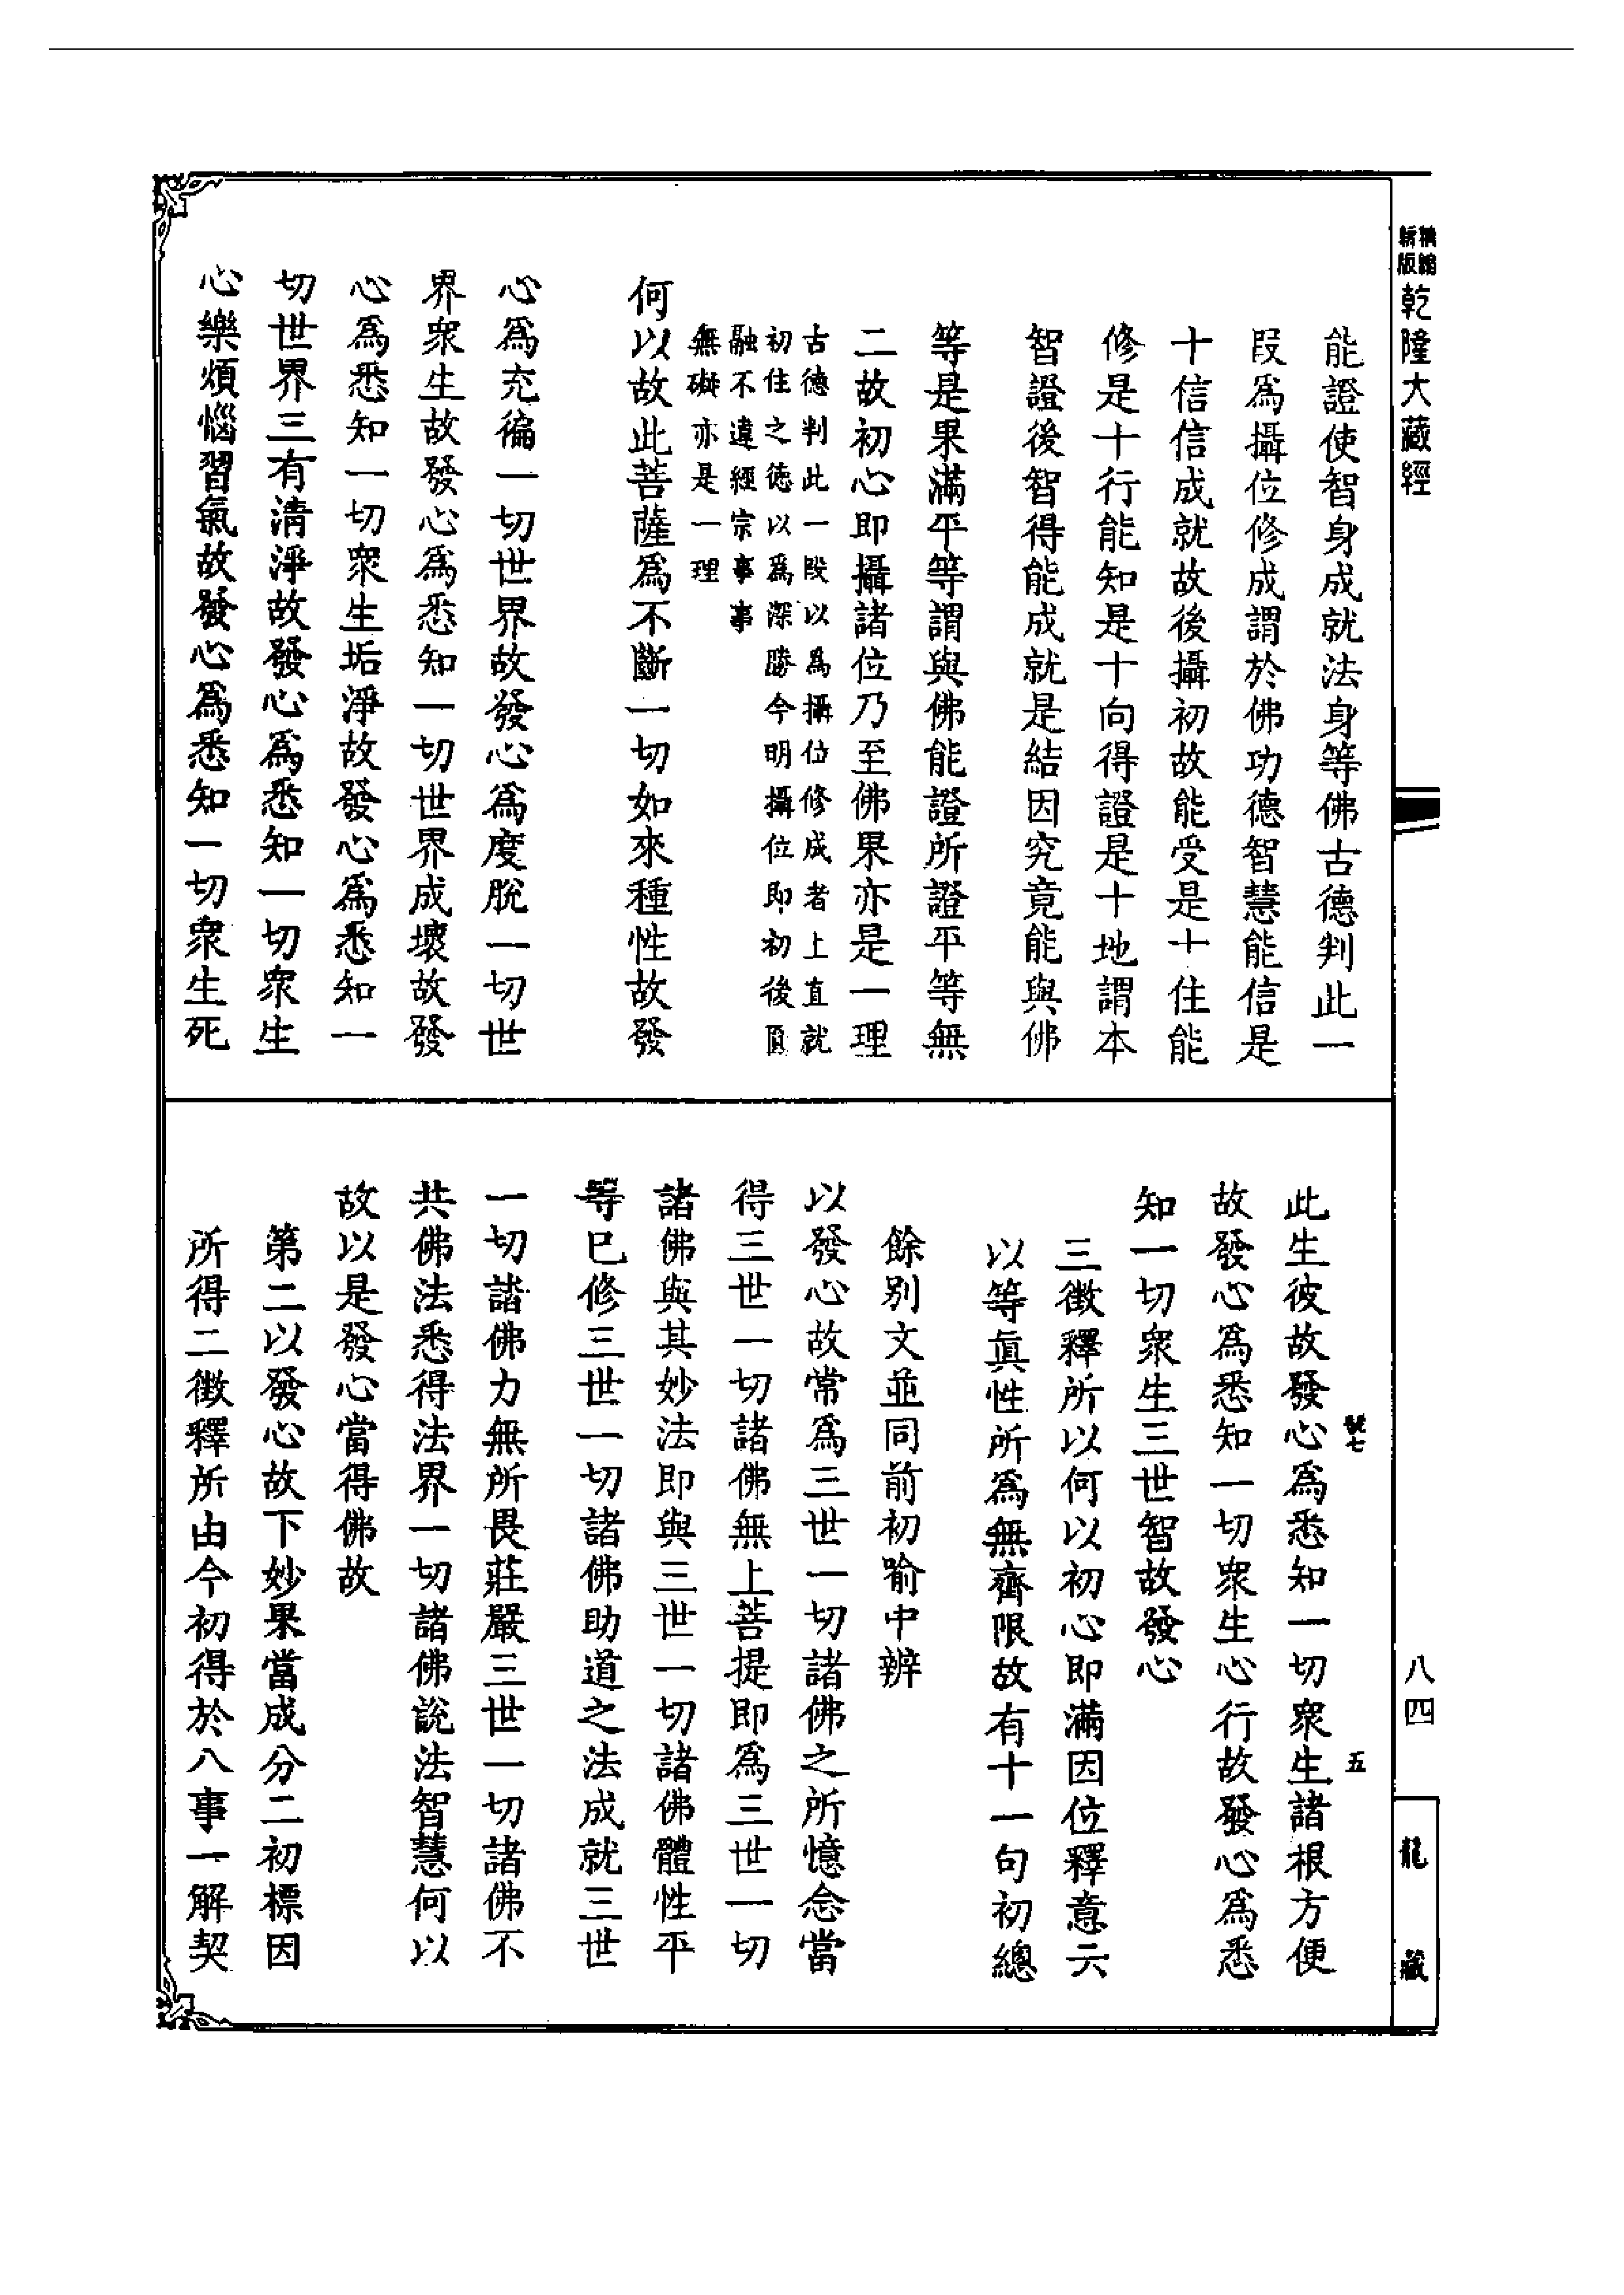 精縮新版乾隆大藏經
能證使智身成就法身等佛古德判此一
段爲攝位修成謂於佛功德智慧能信是
十信信成就故後攝初故能受是十住能
修是十行能知是十向得證是十地謂本
智證後智得能成就是結因究竟能與佛
等是果滿平等謂與佛能證所證平等無
二故初心即攝諸位乃至佛果亦是一理
古德判此一段以爲攝位修成者上直就
初住之德以爲深勝今明攝位即初後圓
融不違經宗事事
無礙亦是一理
何以故此菩薩爲不斷一切如來種性故發
心爲充徧一切世界故發心爲度脫一切世
界衆生故發心爲悉知一切世界成壞故發
心爲悉知一切衆生垢淨故發心爲悉知一
切世界三有清淨故發心爲悉知一切衆生
心樂煩惱習氣故發心爲悉知一切衆生死
此生彼故發心爲悉知一切衆生諸根方便
故發心爲悉知一切衆生心行故發心爲悉
知一切衆生三世智故發心
三徵釋所以何以初心即滿因位釋意云
以等眞性所爲無齊限故有十一句初總
餘別文並同前初喻中辨
以發心故常爲三世一切諸佛之所憶念當
得三世一切諸佛無上菩提即爲三世一切
諸佛與其妙法即與三世一切諸佛體性平
等已修三世一切諸佛助道之法成就三世
一切諸佛力無所畏莊嚴三世一切諸佛不
共佛法悉得法界一切諸佛說法智慧何以
故以是發心當得佛故
第二以發心故下妙果當成分二初標因
所得二徵釋所由今初得於八事一解契
七
五
八四
龍藏